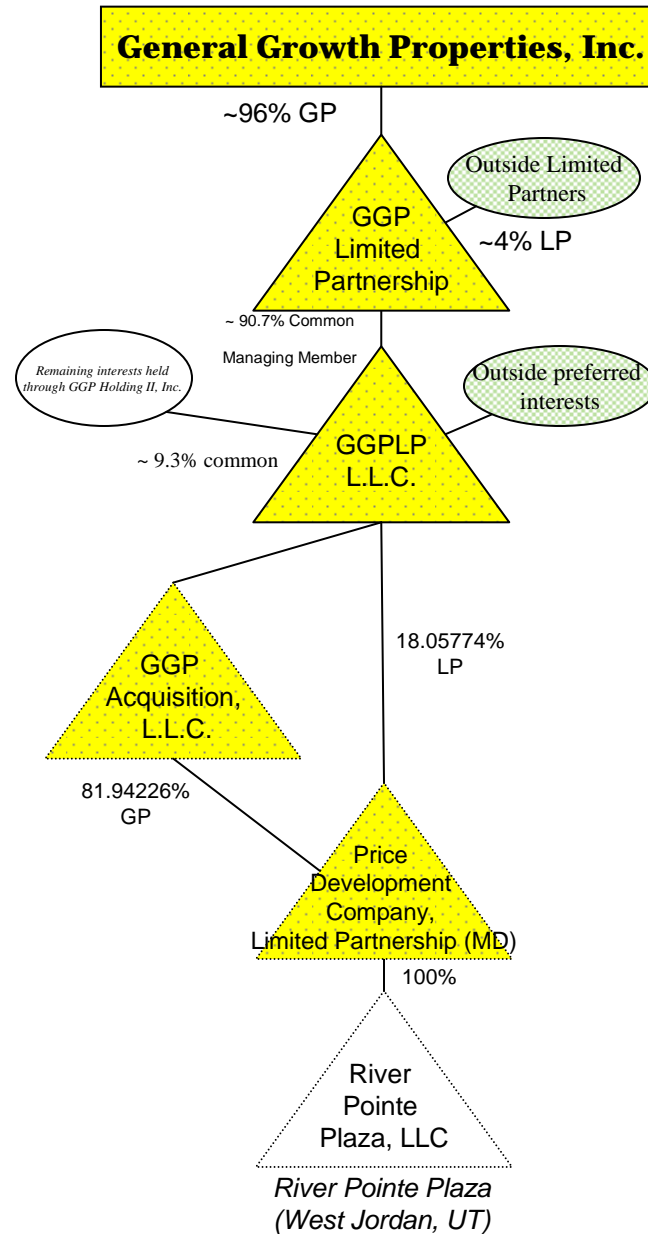 General Growth Properties, Inc.
~96% GP
Outside Limited
Partners
GGP
Limited
Partnership
~4% LP
~ 90.7% Common
Managing Member
Remaining interests held
through GGP Holding II, Inc.
Outside preferred
interests
GGPLP
L.L.C.
~ 9.3% common
18.05774%
LP
GGP
Acquisition,
L.L.C.
81.94226%
GP
Price
Development
Company,
Limited Partnership (MD)
100%
River
Pointe
Plaza, LLC
River Pointe Plaza
(West Jordan, UT)